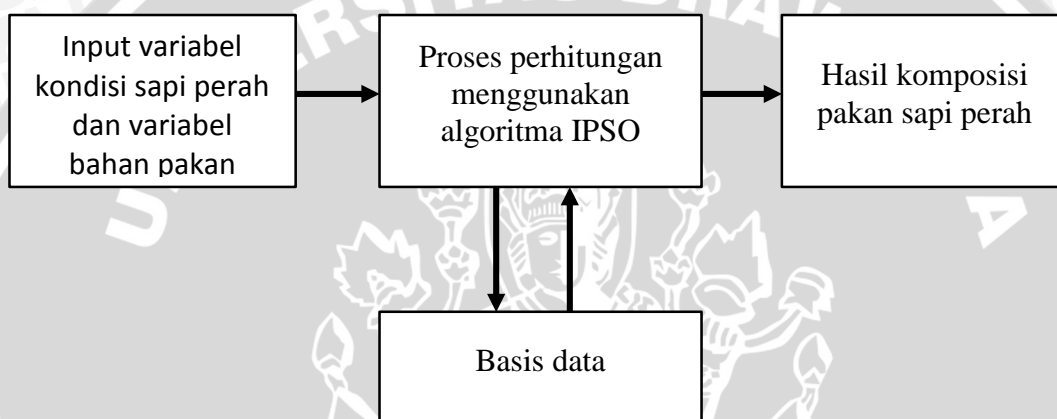 Input variabel
kondisi sapi perah
dan variabel
bahan pakan
Proses perhitungan
menggunakan
algoritma IPSO
Hasil komposisi
pakan sapi perah
Basis data